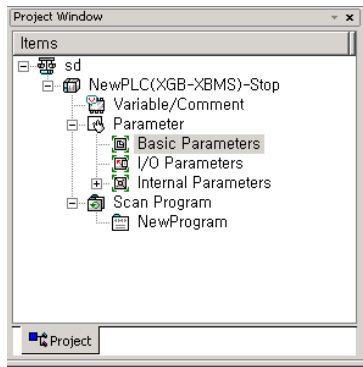 Project Window
Items
sd
NewPLC(XGB-XBMS)-Stop
Variable/Comment
Parameter
Basic Parameters
I/O Parameters
Internal Parameters
Scan Program
NewProgram
Project